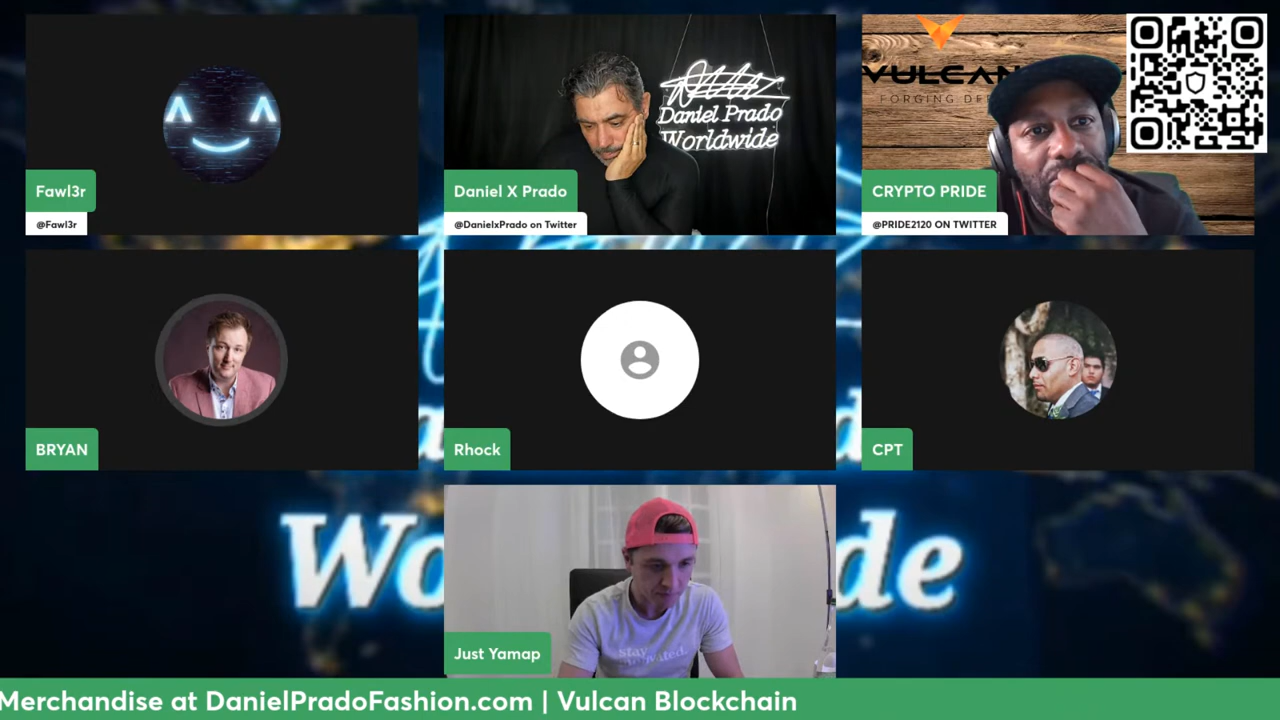 Fawl3r
@Fawl3r
Daniel Prado
Worldwide
Daniel X Prado
@DanielxPrado on Twitter
VULCAN
FORGING DE
CRYPTO PRIDE
@PRIDE2120 ON TWITTER
BRYAN
Rhock
CPT
Wo
de
stay
Just Yamap
Merchandise at DanielPradoFashion.com | Vulcan Blockchain